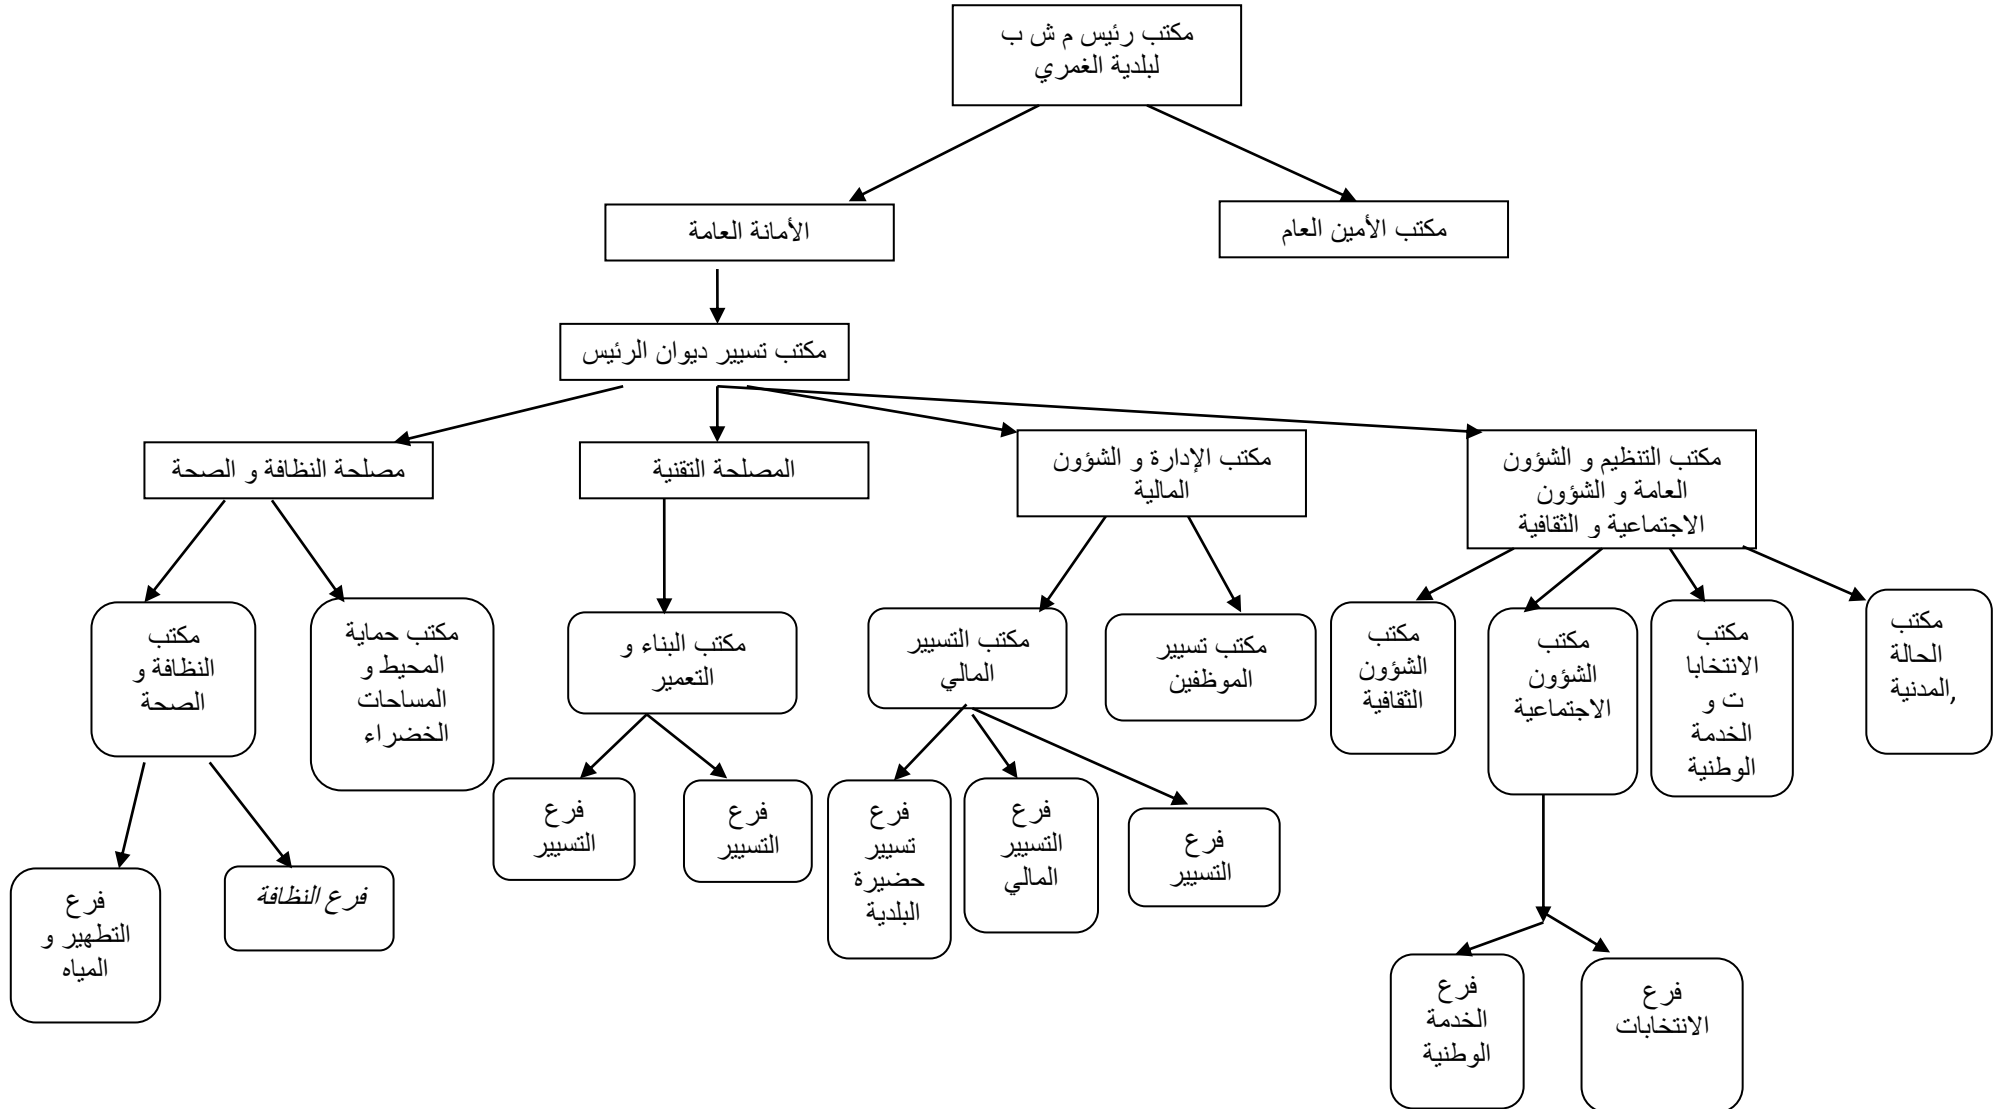 مكتب رئيس م ش ب
لبلدية الغمري
مكتب الأمين العام
الأمانة العامة
مكتب تسيير ديوان الرئيس
مكتب التنظيم و الشؤون
العامة و الشؤون
الاجتماعية و الثقافية
مكتب الإدارة و الشؤون
المالية
المصلحة التقنية
مصلحة النظافة و الصحة
مكتب
الحالة
المدنية,
مكتب
الانتخابا
ت و
الخدمة
الوطنية
مكتب
الشؤون
الاجتماعية
مكتب
الشؤون
الثقافية
مكتب تسيير
الموظفين
مكتب التسيير
المالي
مكتب البناء و
التعمير
مكتب حماية
المحيط و
المساحات
الخضراء
مكتب
النظافة و
الصحة
فرع
التسيير
فرع
التسيير
المالي
فرع
تسيير
حضيرة
البلدية
فرع
التسيير
فرع
التسيير
فرع النظافة
فرع
التطهير و
المياه
فرع
الانتخابات
فرع
الخدمة
الوطنية